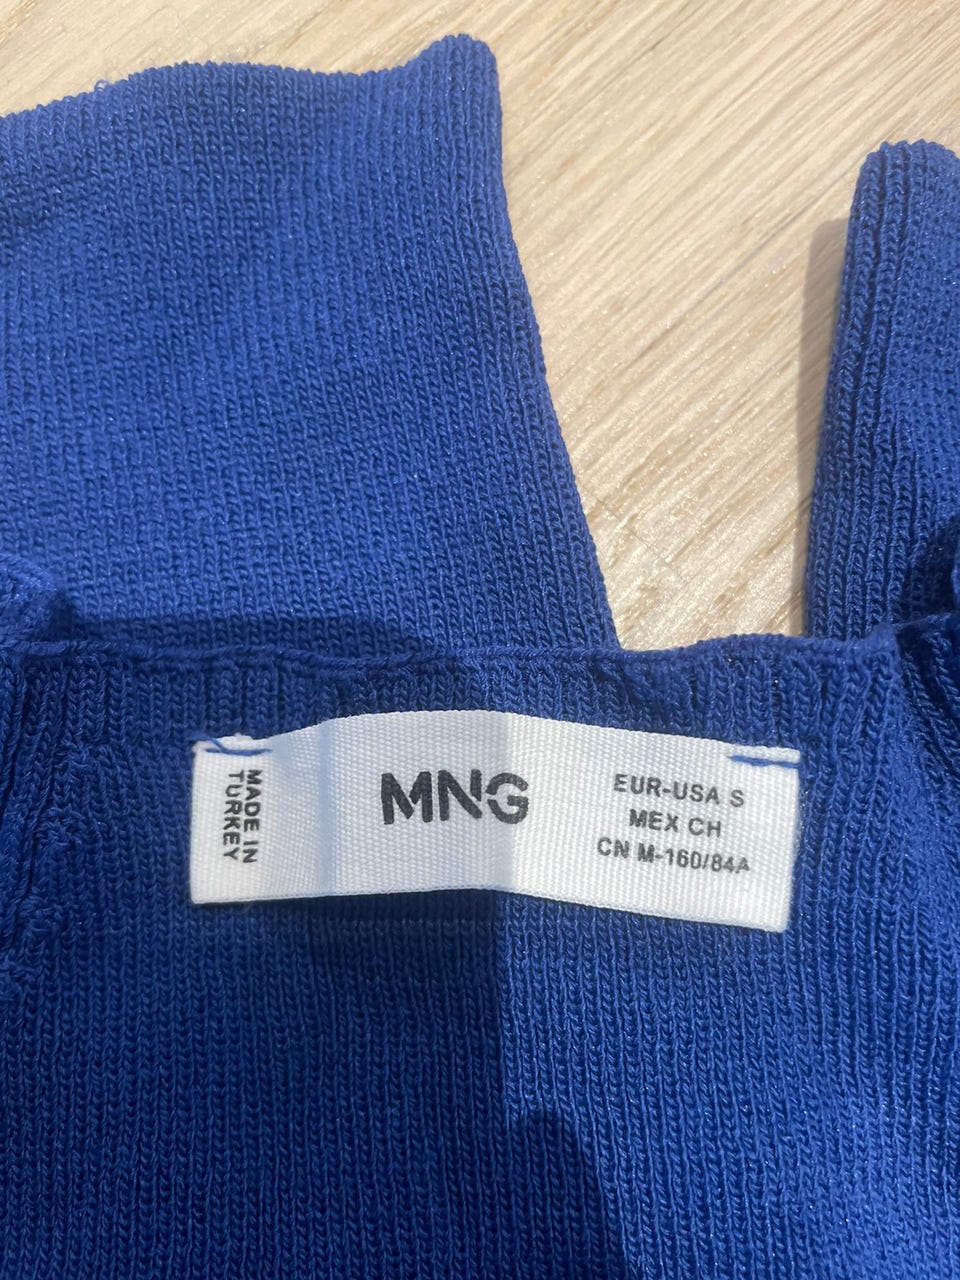 MADE IN
TURKEY
MNG
EUR-USA S
MEX CH
CN M-160/84A